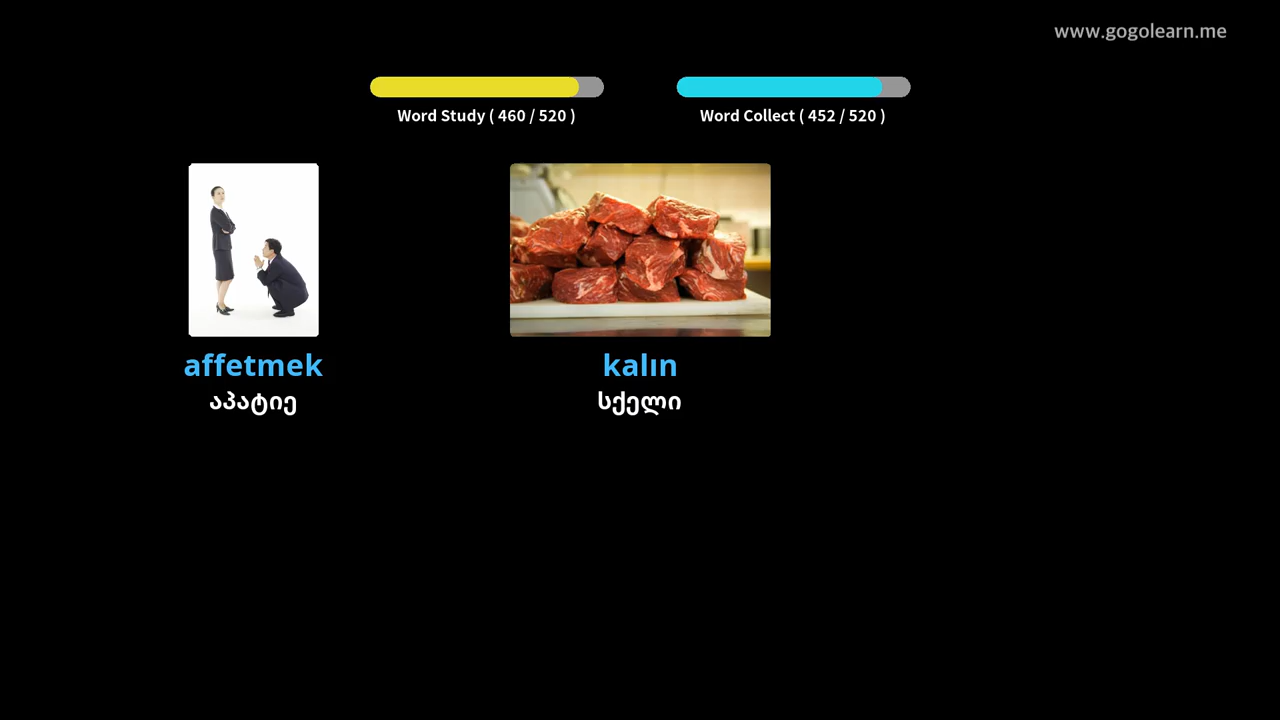 www.gogolearn.me
Word Study ( 460 / 520 )
Word Collect ( 452 / 520 )
affetmek
აპატიე
kalın
სქელი